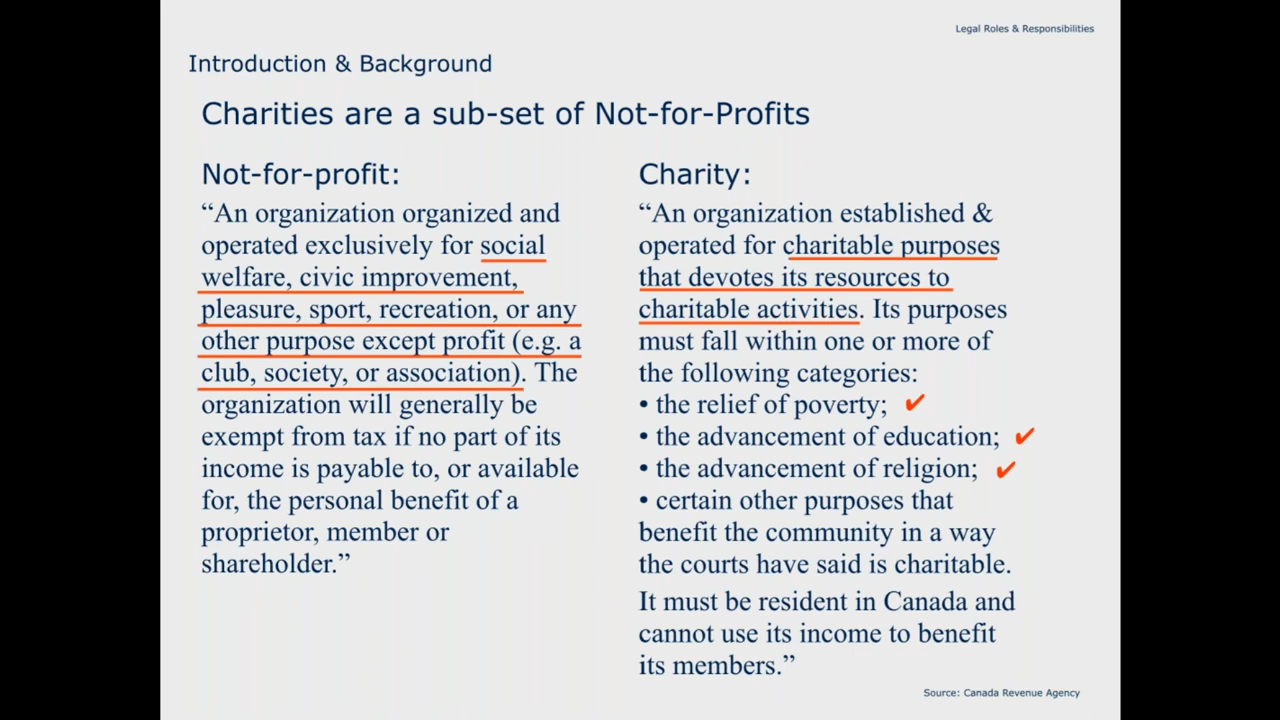 Legal Roles & Responsibilities
Introduction & Background
Charities are a sub-set of Not-for-Profits
Not-for-profit:
“An organization organized and
operated exclusively for social
welfare, civic improvement,
pleasure, sport, recreation, or any
other purpose except profit (e.g. a
club, society, or association). The
organization will generally be
exempt from tax if no part of its
income is payable to, or available
for, the personal benefit of a
proprietor, member or
shareholder.”
Charity:
“An organization established &
operated for charitable purposes
that devotes its resources to
charitable activities. Its purposes
must fall within one or more of
the following categories:
• the relief of poverty; ✔
• the advancement of education; ✔
• the advancement of religion; ✔
• certain other purposes that
benefit the community in a way
the courts have said is charitable.
It must be resident in Canada and
cannot use its income to benefit
its members.”
Source: Canada Revenue Agency